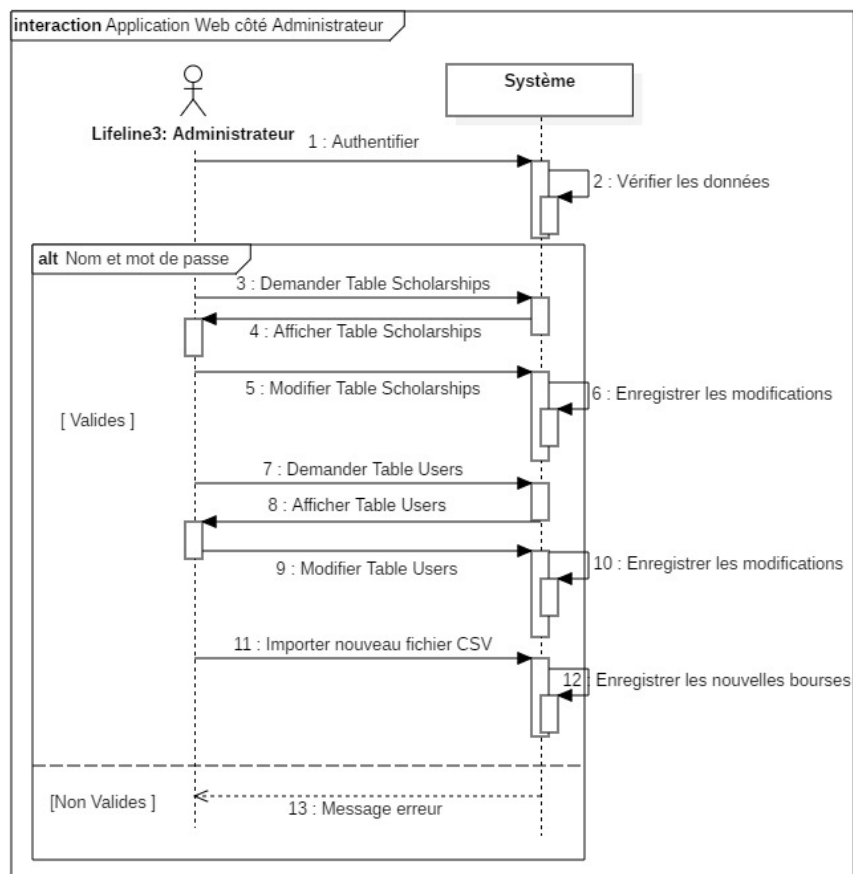 interaction Application Web côté Administrateur
Système
Lifeline3: Administrateur
1 : Authentifier
2 : Vérifier les données
alt Nom et mot de passe
3 : Demander Table Scholarships
4 : Afficher Table Scholarships
5 : Modifier Table Scholarships
6 : Enregistrer les modifications
[ Valides ]
7 : Demander Table Users
8 : Afficher Table Users
9 : Modifier Table Users
10 : Enregistrer les modifications
11 : Importer nouveau fichier CSV
12 : Enregistrer les nouvelles bourses
[Non Valides ]
13 : Message erreur